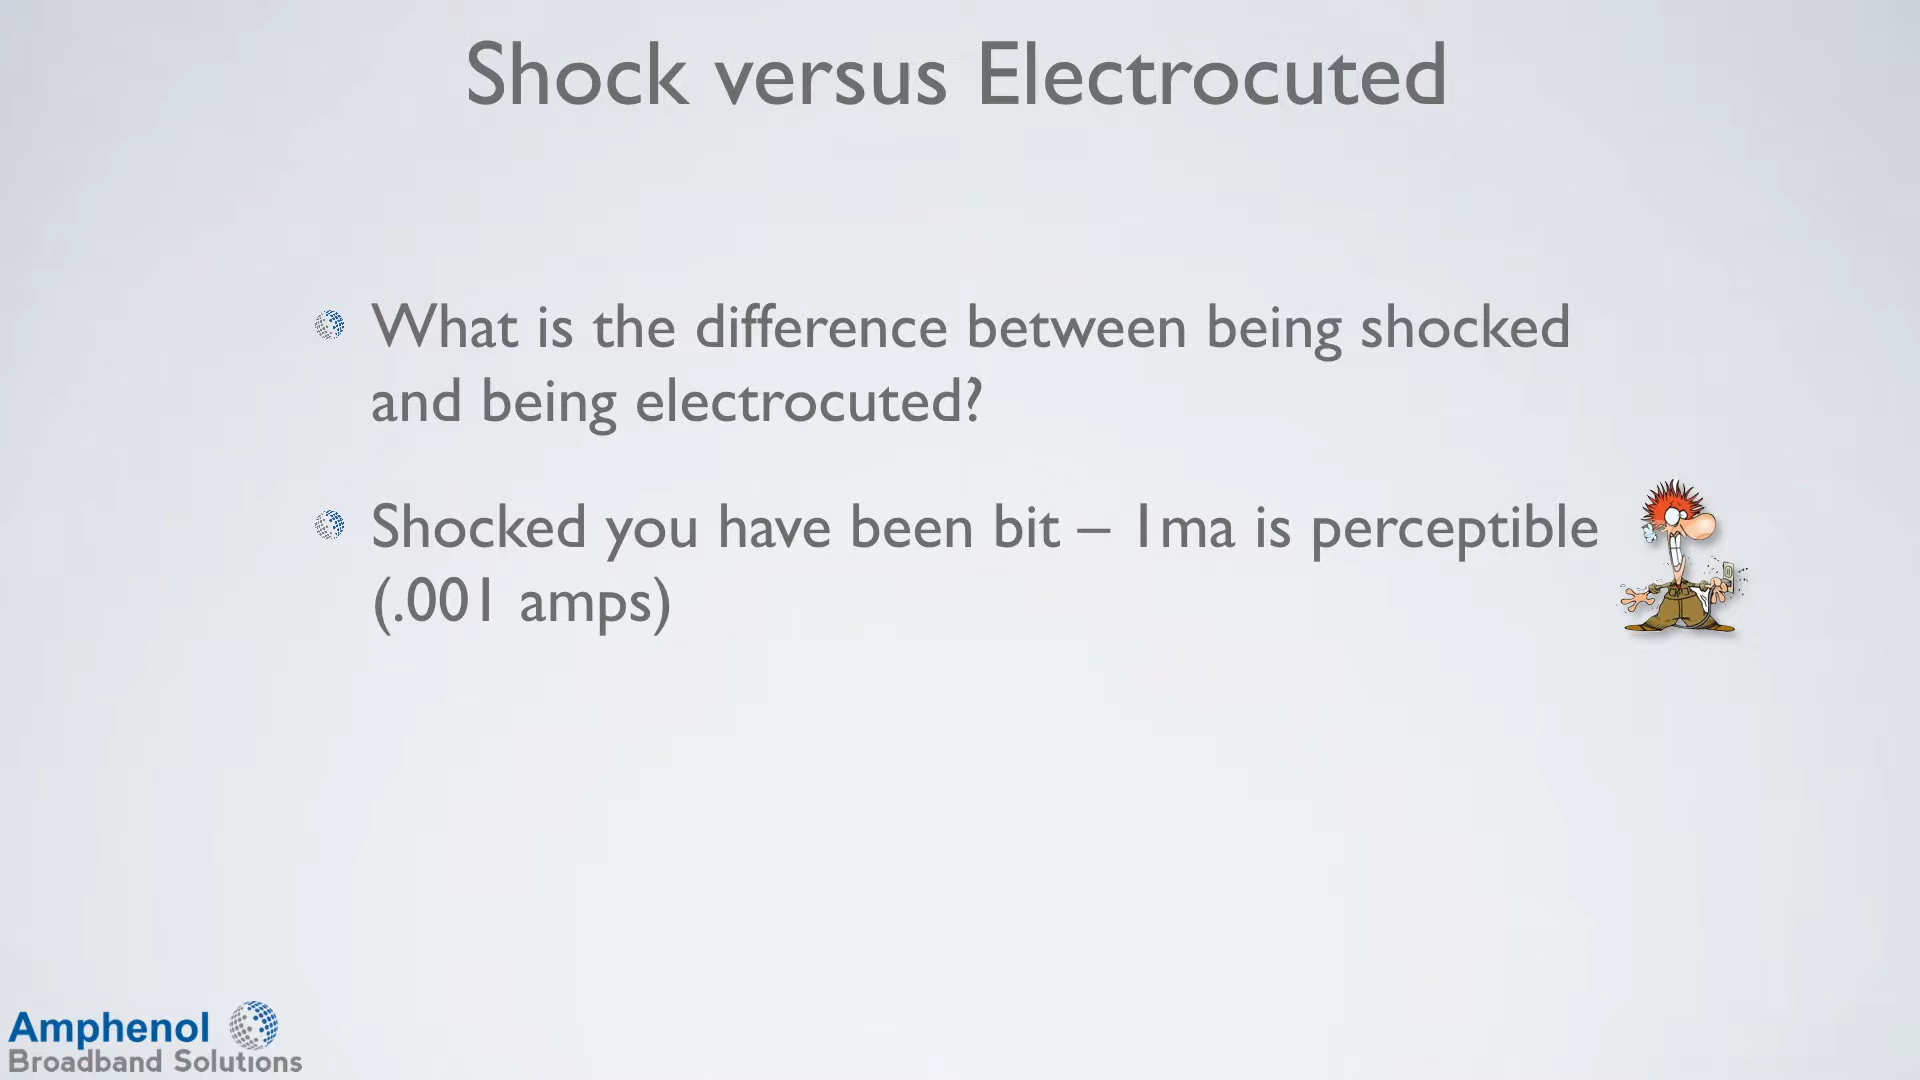 Shock versus Electrocuted
What is the difference between being shocked
and being electrocuted?
Shocked you have been bit – 1ma is perceptible
(.001 amps)
Amphenol
Broadband Solutions